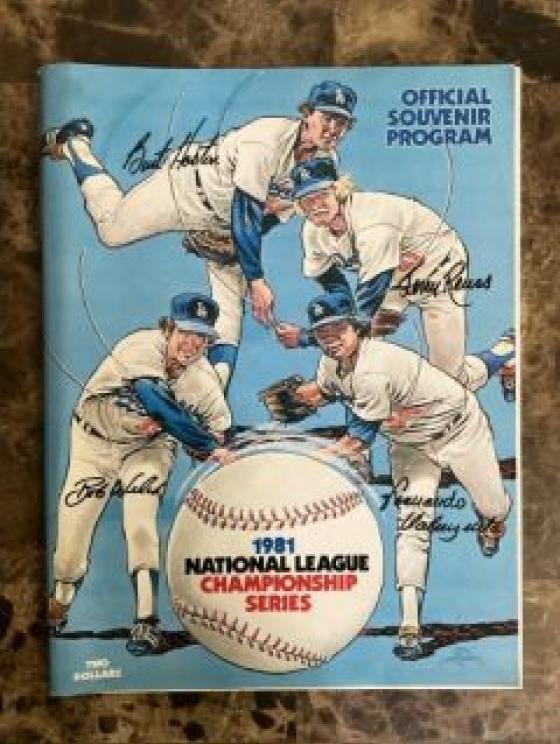 OFFICIAL
SOUVENIR
PROGRAM
Burt Hooton
Jerry Reuss
Bob Welch
Fernando
Valenzuela
1981
NATIONAL LEAGUE
CHAMPIONSHIP
SERIES
TWO
DOLLARS